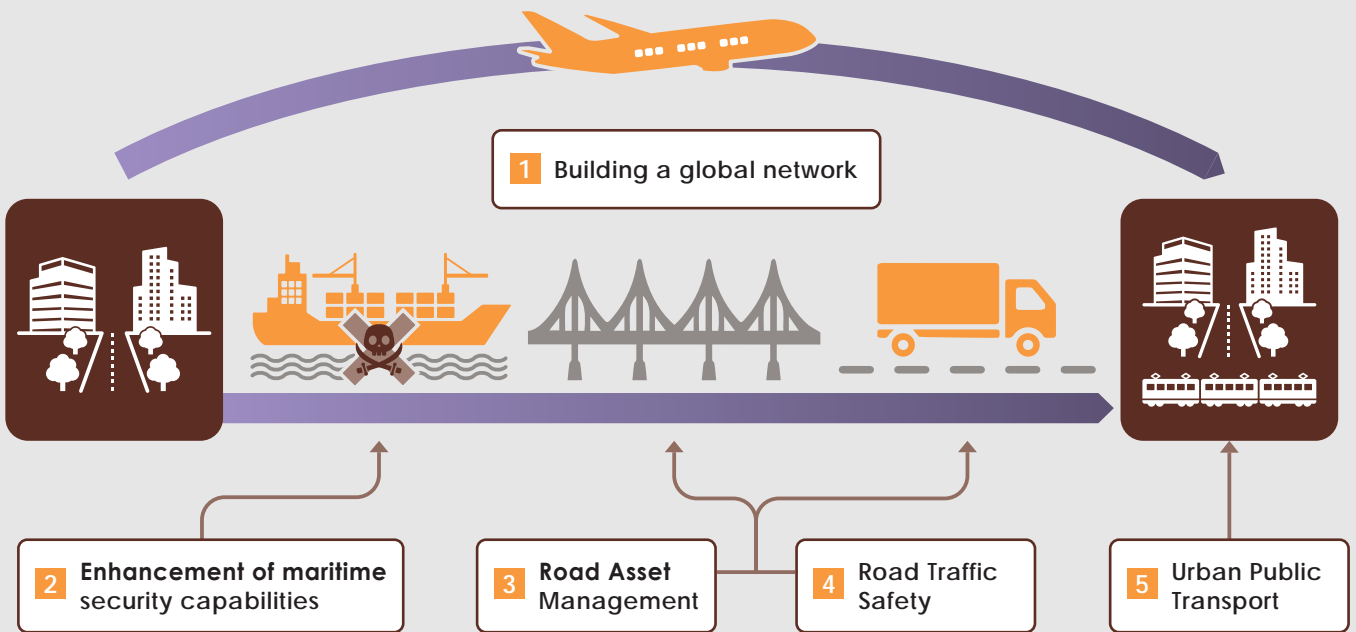 1 Building a global network
2 Enhancement of maritime
security capabilities
3 Road Asset
Management
4 Road Traffic
Safety
5 Urban Public
Transport